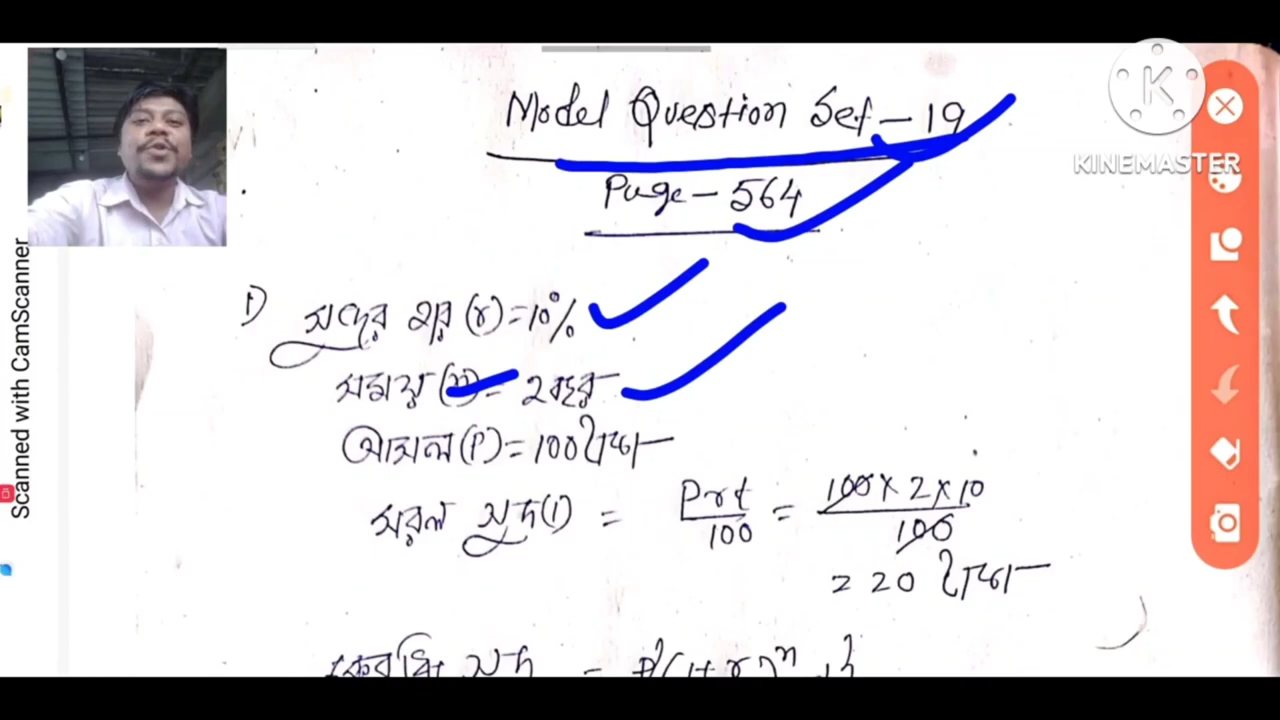 Model Question Set - 19
Page - 564
1) সুদের হার (r) = 10%
সময় = 2 বছর
আসল (P) = 100 টাকা
সরল সুদ (I) = Prt/100 = 100 × 2 × 10/100
= 20 টাকা
সুদ = P{(1+r)ⁿ
KINEMASTER
Scanned with CamScanner